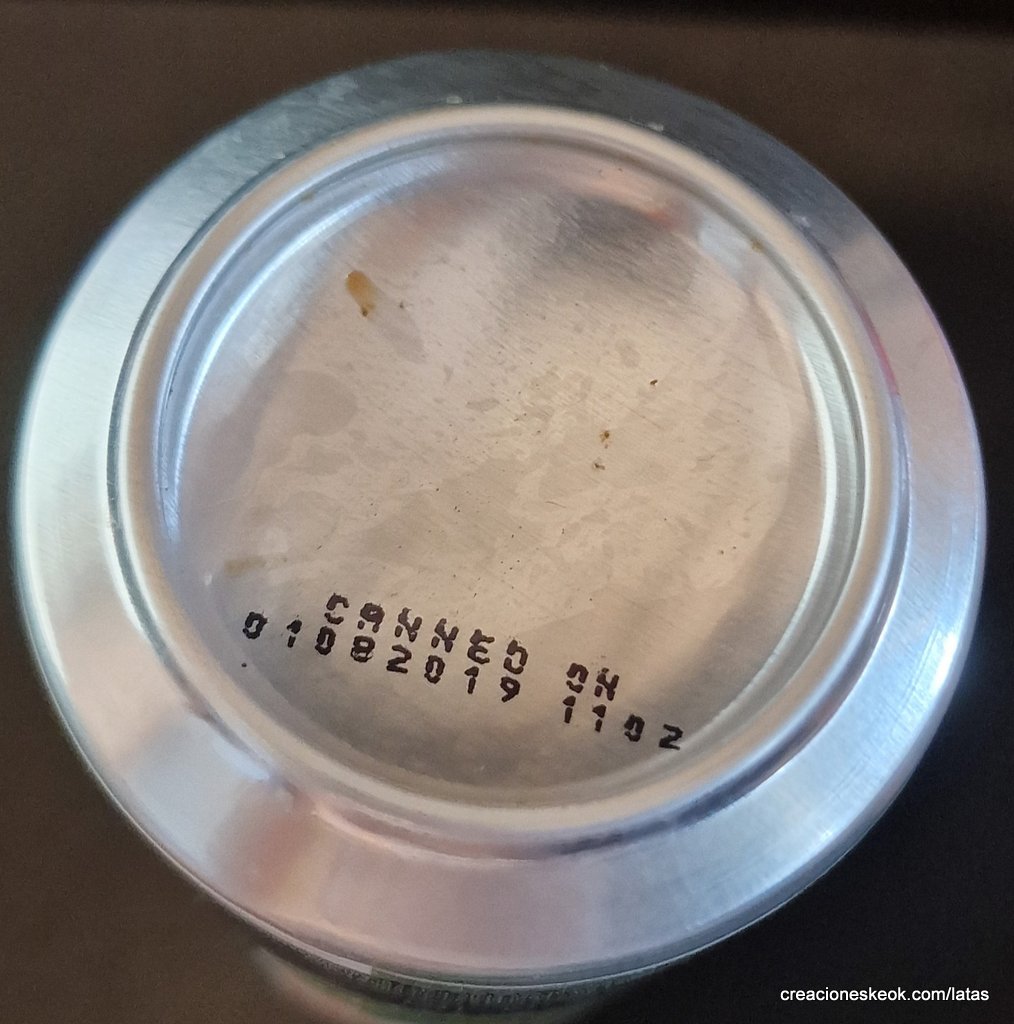 CANNED ON
01082019 1102
creacioneskeok.com/latas